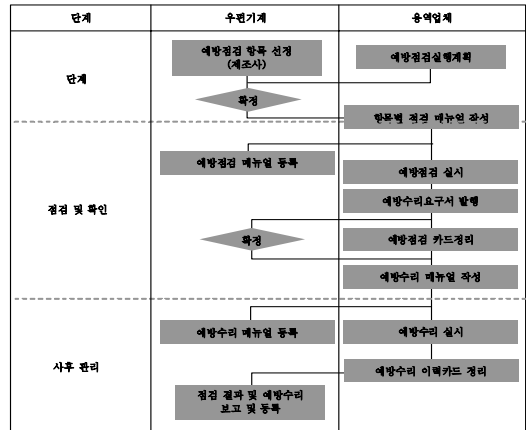 단계
우편기계
용역업체
예방점검 항목 선정
(제조사)
예방점검실행계획
단계
확정
항목별 점검 매뉴얼 작성
예방점검 매뉴얼 등록
예방점검 실시
예방수리요구서 발행
점검 및 확인
확정
예방점검 카드정리
예방수리 매뉴얼 작성
예방수리 매뉴얼 등록
예방수리 실시
사후 관리
예방수리 이력카드 정리
점검 결과 및 예방수리
보고 및 등록